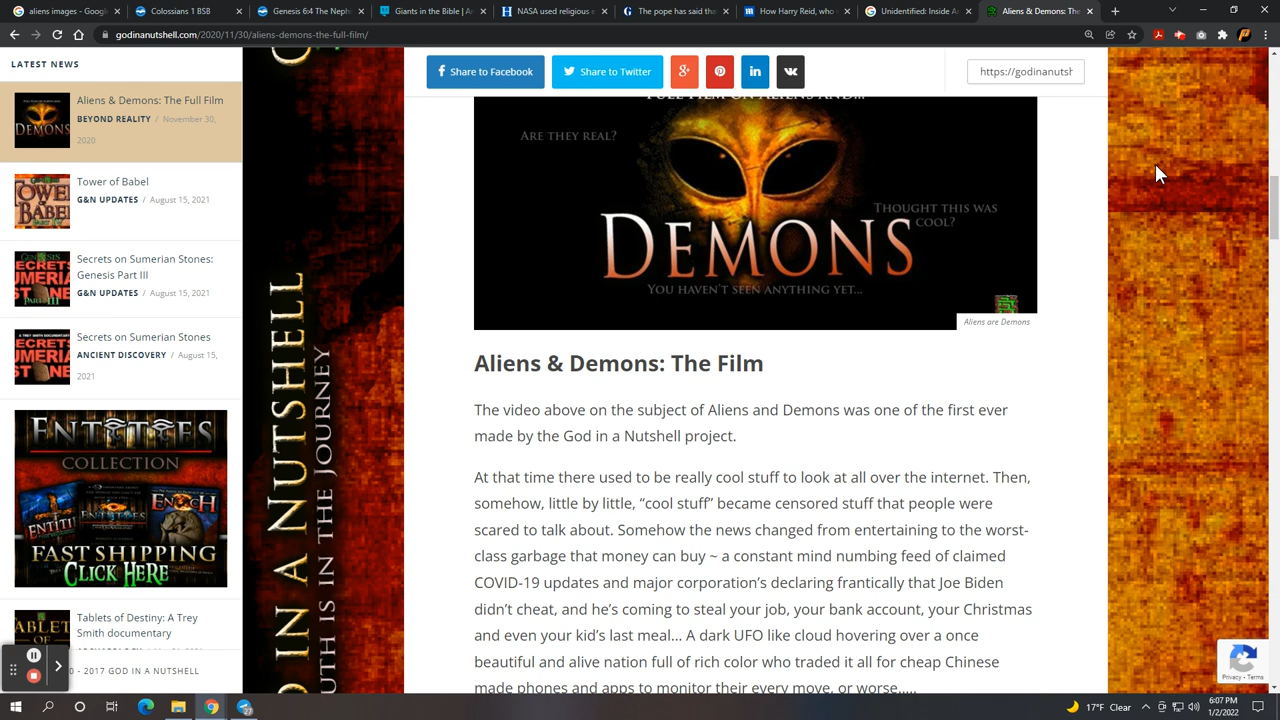 aliens images - Goog
Colossians 1 BSB
Genesis 6:4 The Neph
Giants in the Bible | A
NASA used religious e
The pope has said tha
How Harry Reid, who
Unidentified: Inside A
Aliens & Demons: The
godinanutshell.com/2020/11/30/aliens-demons-the-full-film/
LATEST NEWS
Aliens & Demons: The Full Film
BEYOND REALITY / November 30,
2020
DEMONS
Tower of Babel
G&N UPDATES / August 15, 2021
Secrets on Sumerian Stones:
Genesis Part III
G&N UPDATES / August 15, 2021
Secrets on Sumerian Stones
ANCIENT DISCOVERY / August 15,
2021
ENTITIES
COLLECTION
ENOCH
FAST SHIPPING
CLICK HERE
Tablets of Destiny: A Trey
Smith documentary
0 - 2017 GOD IN A NUTSHELL
GOD IN A NUTSHELL
TRUTH IS IN THE JOURNEY
Share to Facebook
Share to Twitter
https://godinanutsh
FULL FILM ON ALIENS AND...
ARE THEY REAL?
THOUGHT THIS WAS
COOL?
DEMONS
YOU HAVEN'T SEEN ANYTHING YET...
Aliens are Demons
Aliens & Demons: The Film
The video above on the subject of Aliens and Demons was one of the first ever
made by the God in a Nutshell project.
At that time there used to be really cool stuff to look at all over the internet. Then,
somehow, little by little, “cool stuff” became censored stuff that people were
scared to talk about. Somehow the news changed from entertaining to the worst-
class garbage that money can buy ~ a constant mind numbing feed of claimed
COVID-19 updates and major corporation’s declaring frantically that Joe Biden
didn’t cheat, and he’s coming to steal your job, your bank account, your Christmas
and even your kid’s last meal… A dark UFO like cloud hovering over a once
beautiful and alive nation full of rich color who traded it all for cheap Chinese
made phones and apps to monitor their every move, or worse….
Privacy - Terms
17°F Clear
6:07 PM
1/2/2022